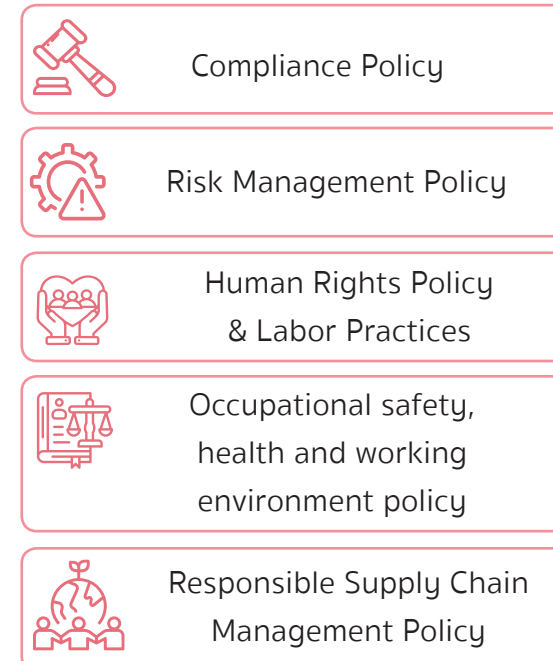 Compliance Policy
Risk Management Policy
Human Rights Policy
& Labor Practices
Occupational safety,
health and working
environment policy
Responsible Supply Chain
Management Policy